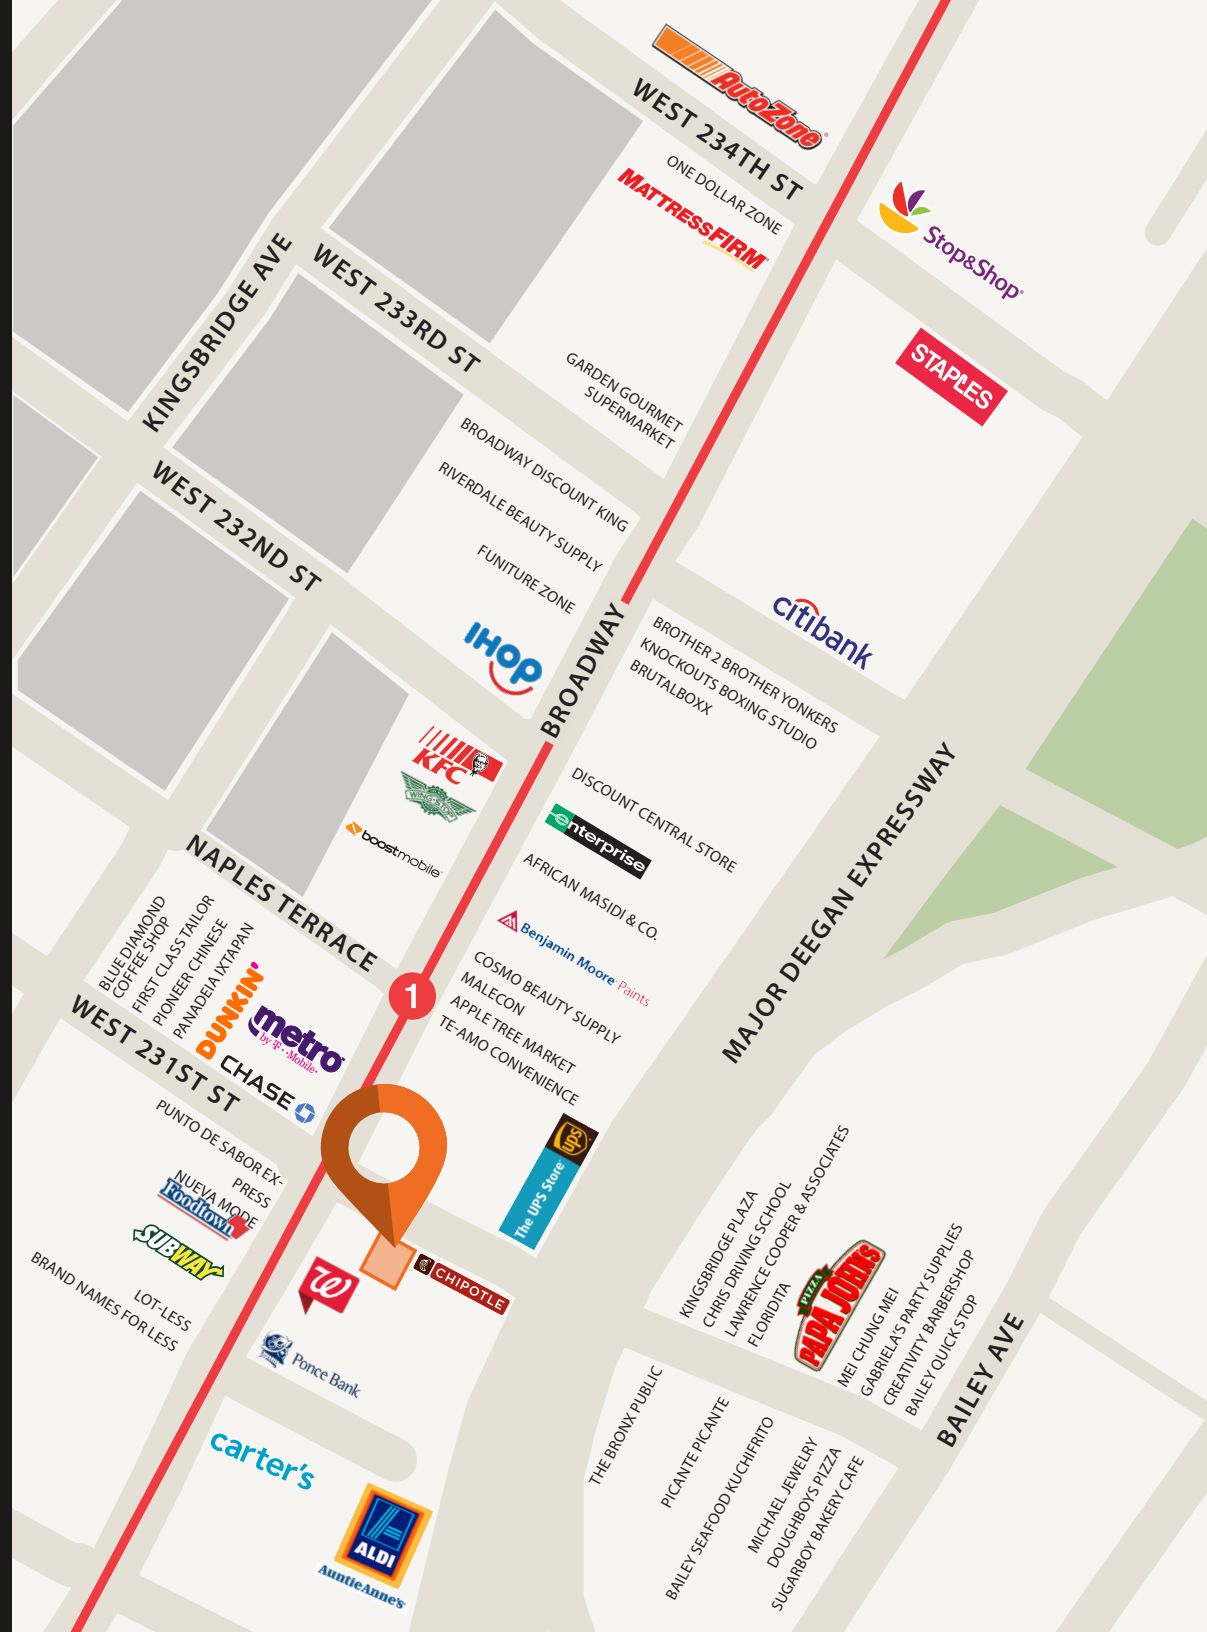 AutoZone
WEST 234TH ST
ONE DOLLAR ZONE
MATTRESSFIRM
Stop&Shop
STAPLES
KINGSBRIDGE AVE
WEST 233RD ST
GARDEN GOURMET
SUPERMARKET
BROADWAY DISCOUNT KING
RIVERDALE BEAUTY SUPPLY
FUNITURE ZONE
IHOP
WEST 232ND ST
BROADWAY
citibank
BROTHER 2 BROTHER YONKERS
KNOCKOUTS BOXING STUDIO
BRUTALBOXX
KFC
WINGSTOP
boostmobile
DISCOUNT CENTRAL STORE
enterprise
AFRICAN MASIDI & CO.
Benjamin Moore Paints
COSMO BEAUTY SUPPLY
MALECON
APPLE TREE MARKET
TE-AMO CONVENIENCE
MAJOR DEEGAN EXPRESSWAY
NAPLES TERRACE
1
BLUE DIAMOND
COFFEE SHOP
FIRST CLASS TAILOR
PIONEER CHINESE
PANADEIA IXTAPAN
DUNKIN'
metro
by T-Mobile
CHASE
WEST 231ST ST
PUNTO DE SABOR EX-
PRESS
NUEVA MODE
Foodtown
SUBWAY
LOT-LESS
BRAND NAMES FOR LESS
ups
The UPS Store
CHIPOTLE
W
Ponce Bank
carter's
ALDI
AuntieAnne's
KINGSBRIDGE PLAZA
CHRIS DRIVING SCHOOL
LAWRENCE COOPER & ASSOCIATES
FLORIDITA
PIZZA
PAPA JOHNS
MEI CHUNG MEI
GABRIELA'S PARTY SUPPLIES
CREATIVITY BARBERSHOP
BAILEY QUICK STOP
BAILEY AVE
THE BRONX PUBLIC
PICANTE PICANTE
BAILEY SEAFOOD KUCHIFRITO
MICHAEL JEWELRY
DOUGHBOYS PIZZA
SUGARBOY BAKERY CAFE